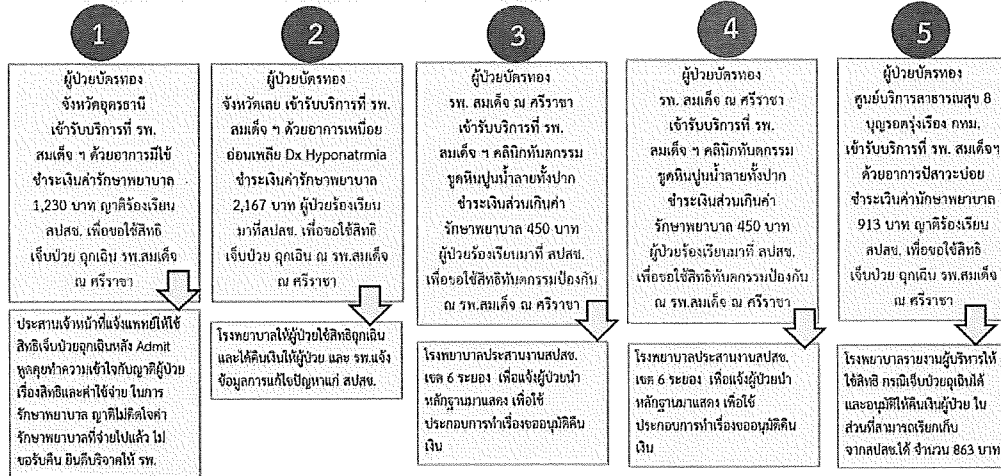 1
ผู้ป่วยบัตรทอง
จังหวัดอุดรธานี
เข้ารับบริการที่ รพ.
สมเด็จ ฯ ด้วยอาการมีไข้
ชำระเงินค่ารักษาพยาบาล
1,230 บาท ญาติร้องเรียน
สปสช. เพื่อขอใช้สิทธิ
เจ็บป่วย ฉุกเฉิน รพ.สมเด็จ
ณ ศรีราชา
ประสานเจ้าหน้าที่แจ้งแพทย์ให้ใช้
สิทธิเจ็บป่วยฉุกเฉินหลัง Admit
พูดคุยทำความเข้าใจกับญาติผู้ป่วย
เรื่องสิทธิและค่าใช้จ่าย ในการ
รักษาพยาบาล ญาติไม่ติดใจค่า
รักษาพยาบาลที่จ่ายไปแล้ว ไม่
ขอรับคืน ยินดีบริจาคให้ รพ.
2
ผู้ป่วยบัตรทอง
จังหวัดเลย เข้ารับบริการที่ รพ.
สมเด็จ ฯ ด้วยอาการเหนื่อย
อ่อนเพลีย Dx Hyponatrmia
ชำระเงินค่ารักษาพยาบาล
2,167 บาท ผู้ป่วยร้องเรียน
มาที่สปสช. เพื่อขอใช้สิทธิ
เจ็บป่วย ฉุกเฉิน ณ รพ.สมเด็จ
ณ ศรีราชา
โรงพยาบาลให้ผู้ป่วยใช้สิทธิฉุกเฉิน
และได้คืนเงินให้ผู้ป่วย และ รพ.แจ้ง
ข้อมูลการแก้ไขปัญหาแก่ สปสช.
3
ผู้ป่วยบัตรทอง
รพ. สมเด็จ ณ ศรีราชา
เข้ารับบริการที่ รพ.
สมเด็จ ฯ คลินิกทันตกรรม
ขูดหินปูนน้ำลายทั้งปาก
ชำระเงินส่วนเกินค่า
รักษาพยาบาล 450 บาท
ผู้ป่วยร้องเรียนมาที่ สปสช.
เพื่อขอใช้สิทธิทันตกรรมป้องกัน
ณ รพ.สมเด็จ ณ ศรีราชา
โรงพยาบาลประสานงานสปสช.
เขต 6 ระยอง เพื่อแจ้งผู้ป่วยนำ
หลักฐานมาแสดง เพื่อใช้
ประกอบการทำเรื่องขออนุมัติคืน
เงิน
4
ผู้ป่วยบัตรทอง
รพ. สมเด็จ ณ ศรีราชา
เข้ารับบริการที่ รพ.
สมเด็จ ฯ คลินิกทันตกรรม
ขูดหินปูนน้ำลายทั้งปาก
ชำระเงินส่วนเกินค่า
รักษาพยาบาล 450 บาท
ผู้ป่วยร้องเรียนมาที่ สปสช.
เพื่อขอใช้สิทธิทันตกรรมป้องกัน
ณ รพ.สมเด็จ ณ ศรีราชา
โรงพยาบาลประสานงานสปสช.
เขต 6 ระยอง เพื่อแจ้งผู้ป่วยนำ
หลักฐานมาแสดง เพื่อใช้
ประกอบการทำเรื่องขออนุมัติคืน
เงิน
5
ผู้ป่วยบัตรทอง
ศูนย์บริการสาธารณสุข 8
บุญรอดรุ่งเรือง กทม.
เข้ารับบริการที่ รพ. สมเด็จฯ
ด้วยอาการปัสาวะบ่อย
ชำระเงินค่านักษาพยาบาล
913 บาท ญาติร้องเรียน
สปสช. เพื่อขอใช้สิทธิ
เจ็บป่วย ฉุกเฉิน รพ.สมเด็จ
ณ ศรีราชา
โรงพยาบาลรายงานผู้บริหารให้
ใช้สิทธิ กรณีเจ็บป่วยฉุเฉินได้
และอนุมัติให้คืนเงินผู้ป่วย ใน
ส่วนที่สามารถเรียกเก็บ
จากสปสช.ได้ จำนวน 863 บาท